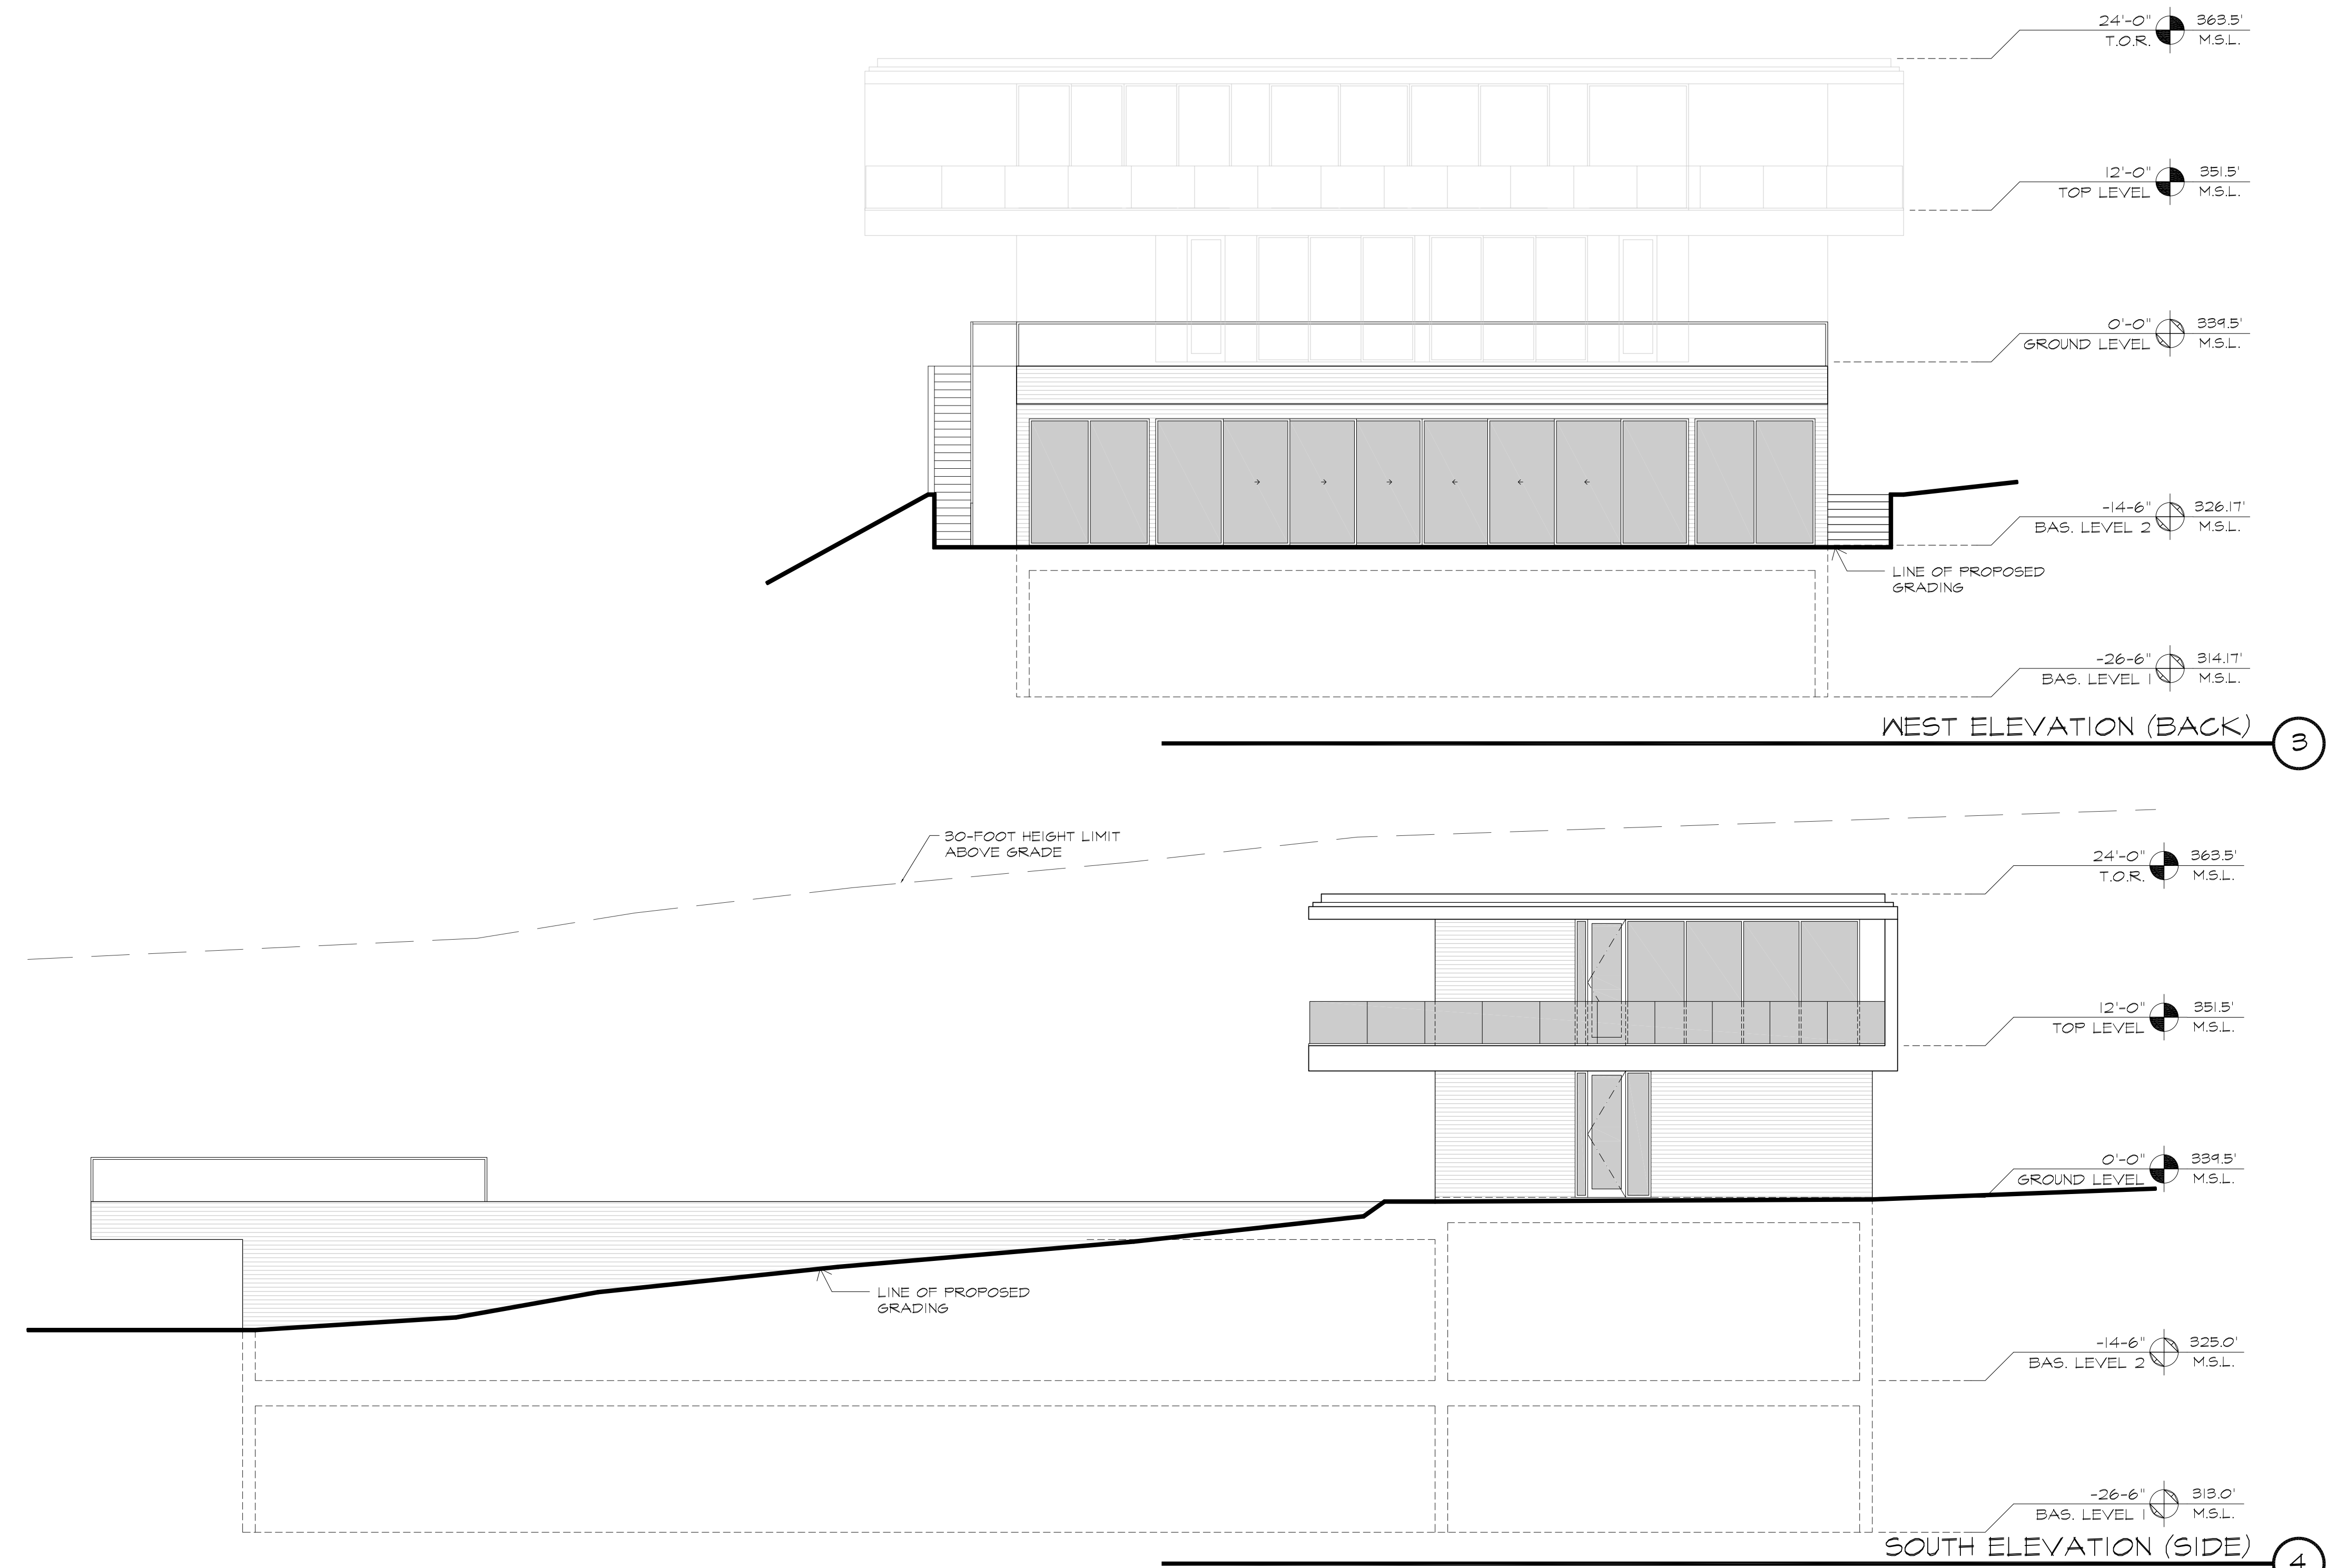 24'-0" 363.5'
T.O.R. M.S.L.
12'-0" 351.5'
TOP LEVEL M.S.L.
0'-0" 339.5'
GROUND LEVEL M.S.L.
-14-6" 326.17'
BAS. LEVEL 2 M.S.L.
LINE OF PROPOSED
GRADING
-26-6" 314.17'
BAS. LEVEL 1 M.S.L.
WEST ELEVATION (BACK) 3
30-FOOT HEIGHT LIMIT
ABOVE GRADE
24'-0" 363.5'
T.O.R. M.S.L.
12'-0" 351.5'
TOP LEVEL M.S.L.
0'-0" 339.5'
GROUND LEVEL M.S.L.
LINE OF PROPOSED
GRADING
-14-6" 325.0'
BAS. LEVEL 2 M.S.L.
-26-6" 313.0'
BAS. LEVEL 1 M.S.L.
SOUTH ELEVATION (SIDE) 4